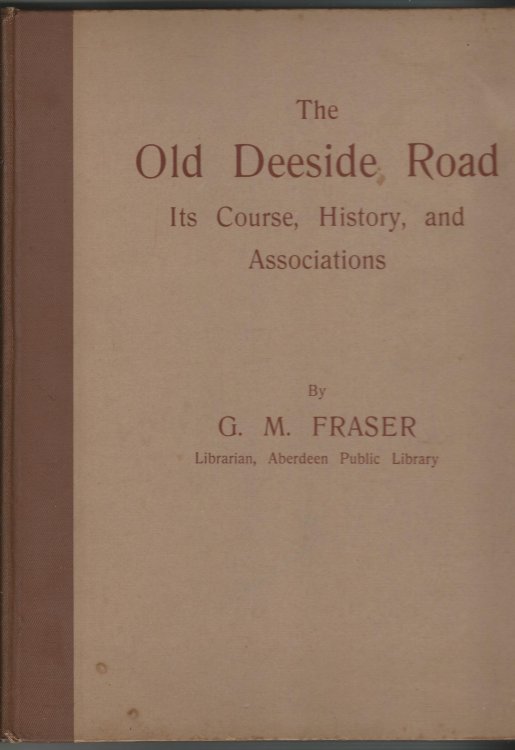 The
Old Deeside Road
Its Course, History, and
Associations
By
G. M. FRASER
Librarian, Aberdeen Public Library